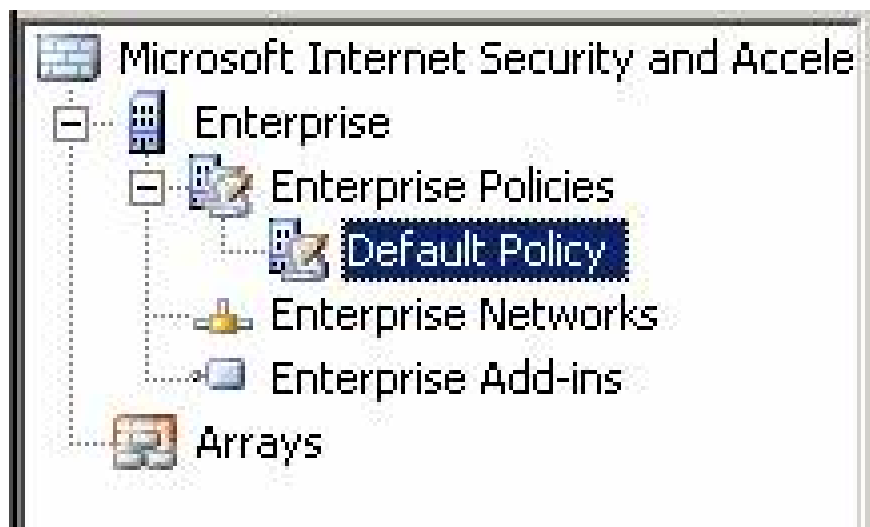 Microsoft Internet Security and Accele
Enterprise
Enterprise Policies
Default Policy
Enterprise Networks
Enterprise Add-ins
Arrays